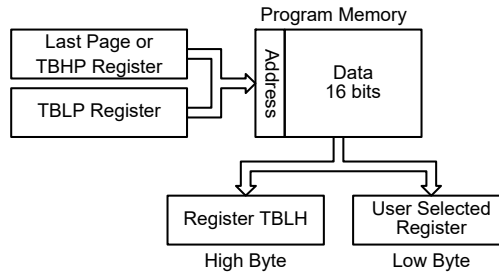 Program Memory
Last Page or
TBHP Register
TBLP Register
Address
Data
16 bits
Register TBLH
User Selected
Register
High Byte
Low Byte